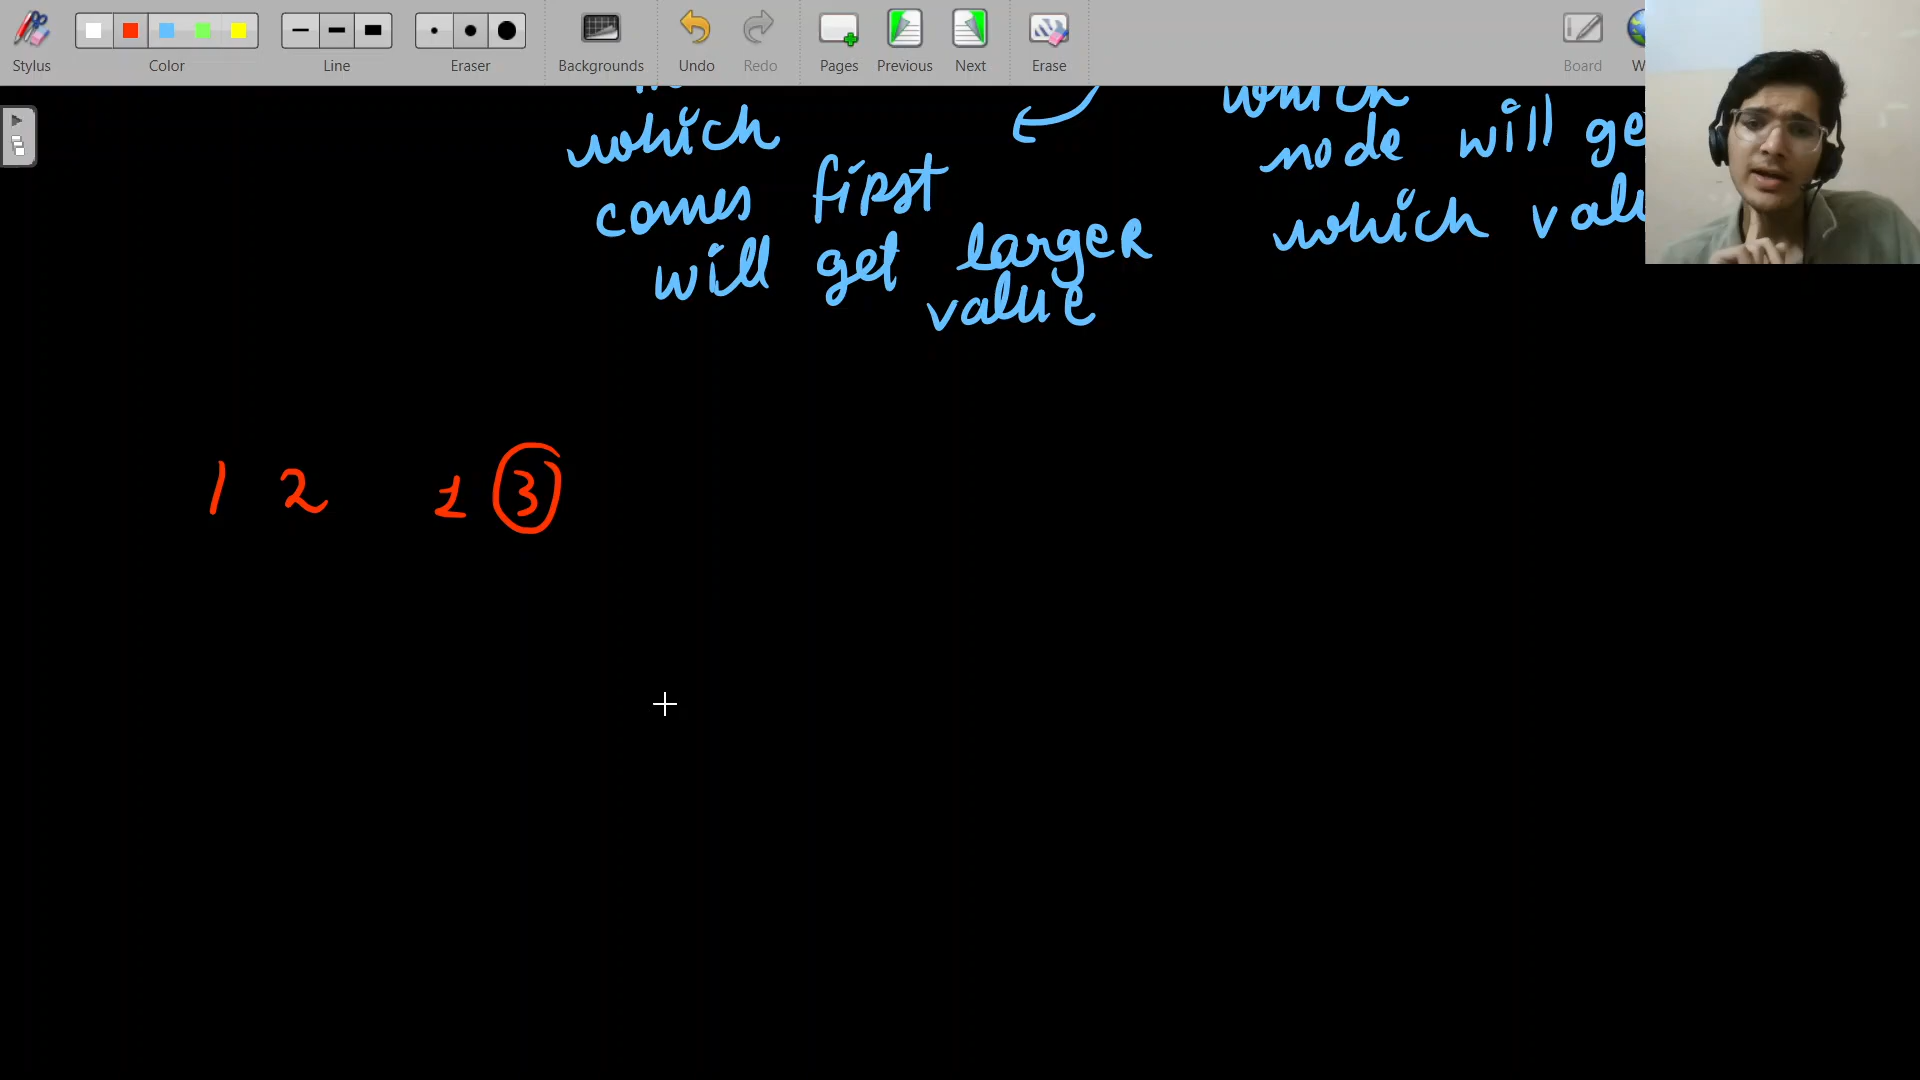 Stylus
Color
Line
Eraser
Backgrounds
Undo
Redo
Pages
Previous
Next
Erase
Board
which
comes first
will get larger
value
which
node will
which
1 2 1 3